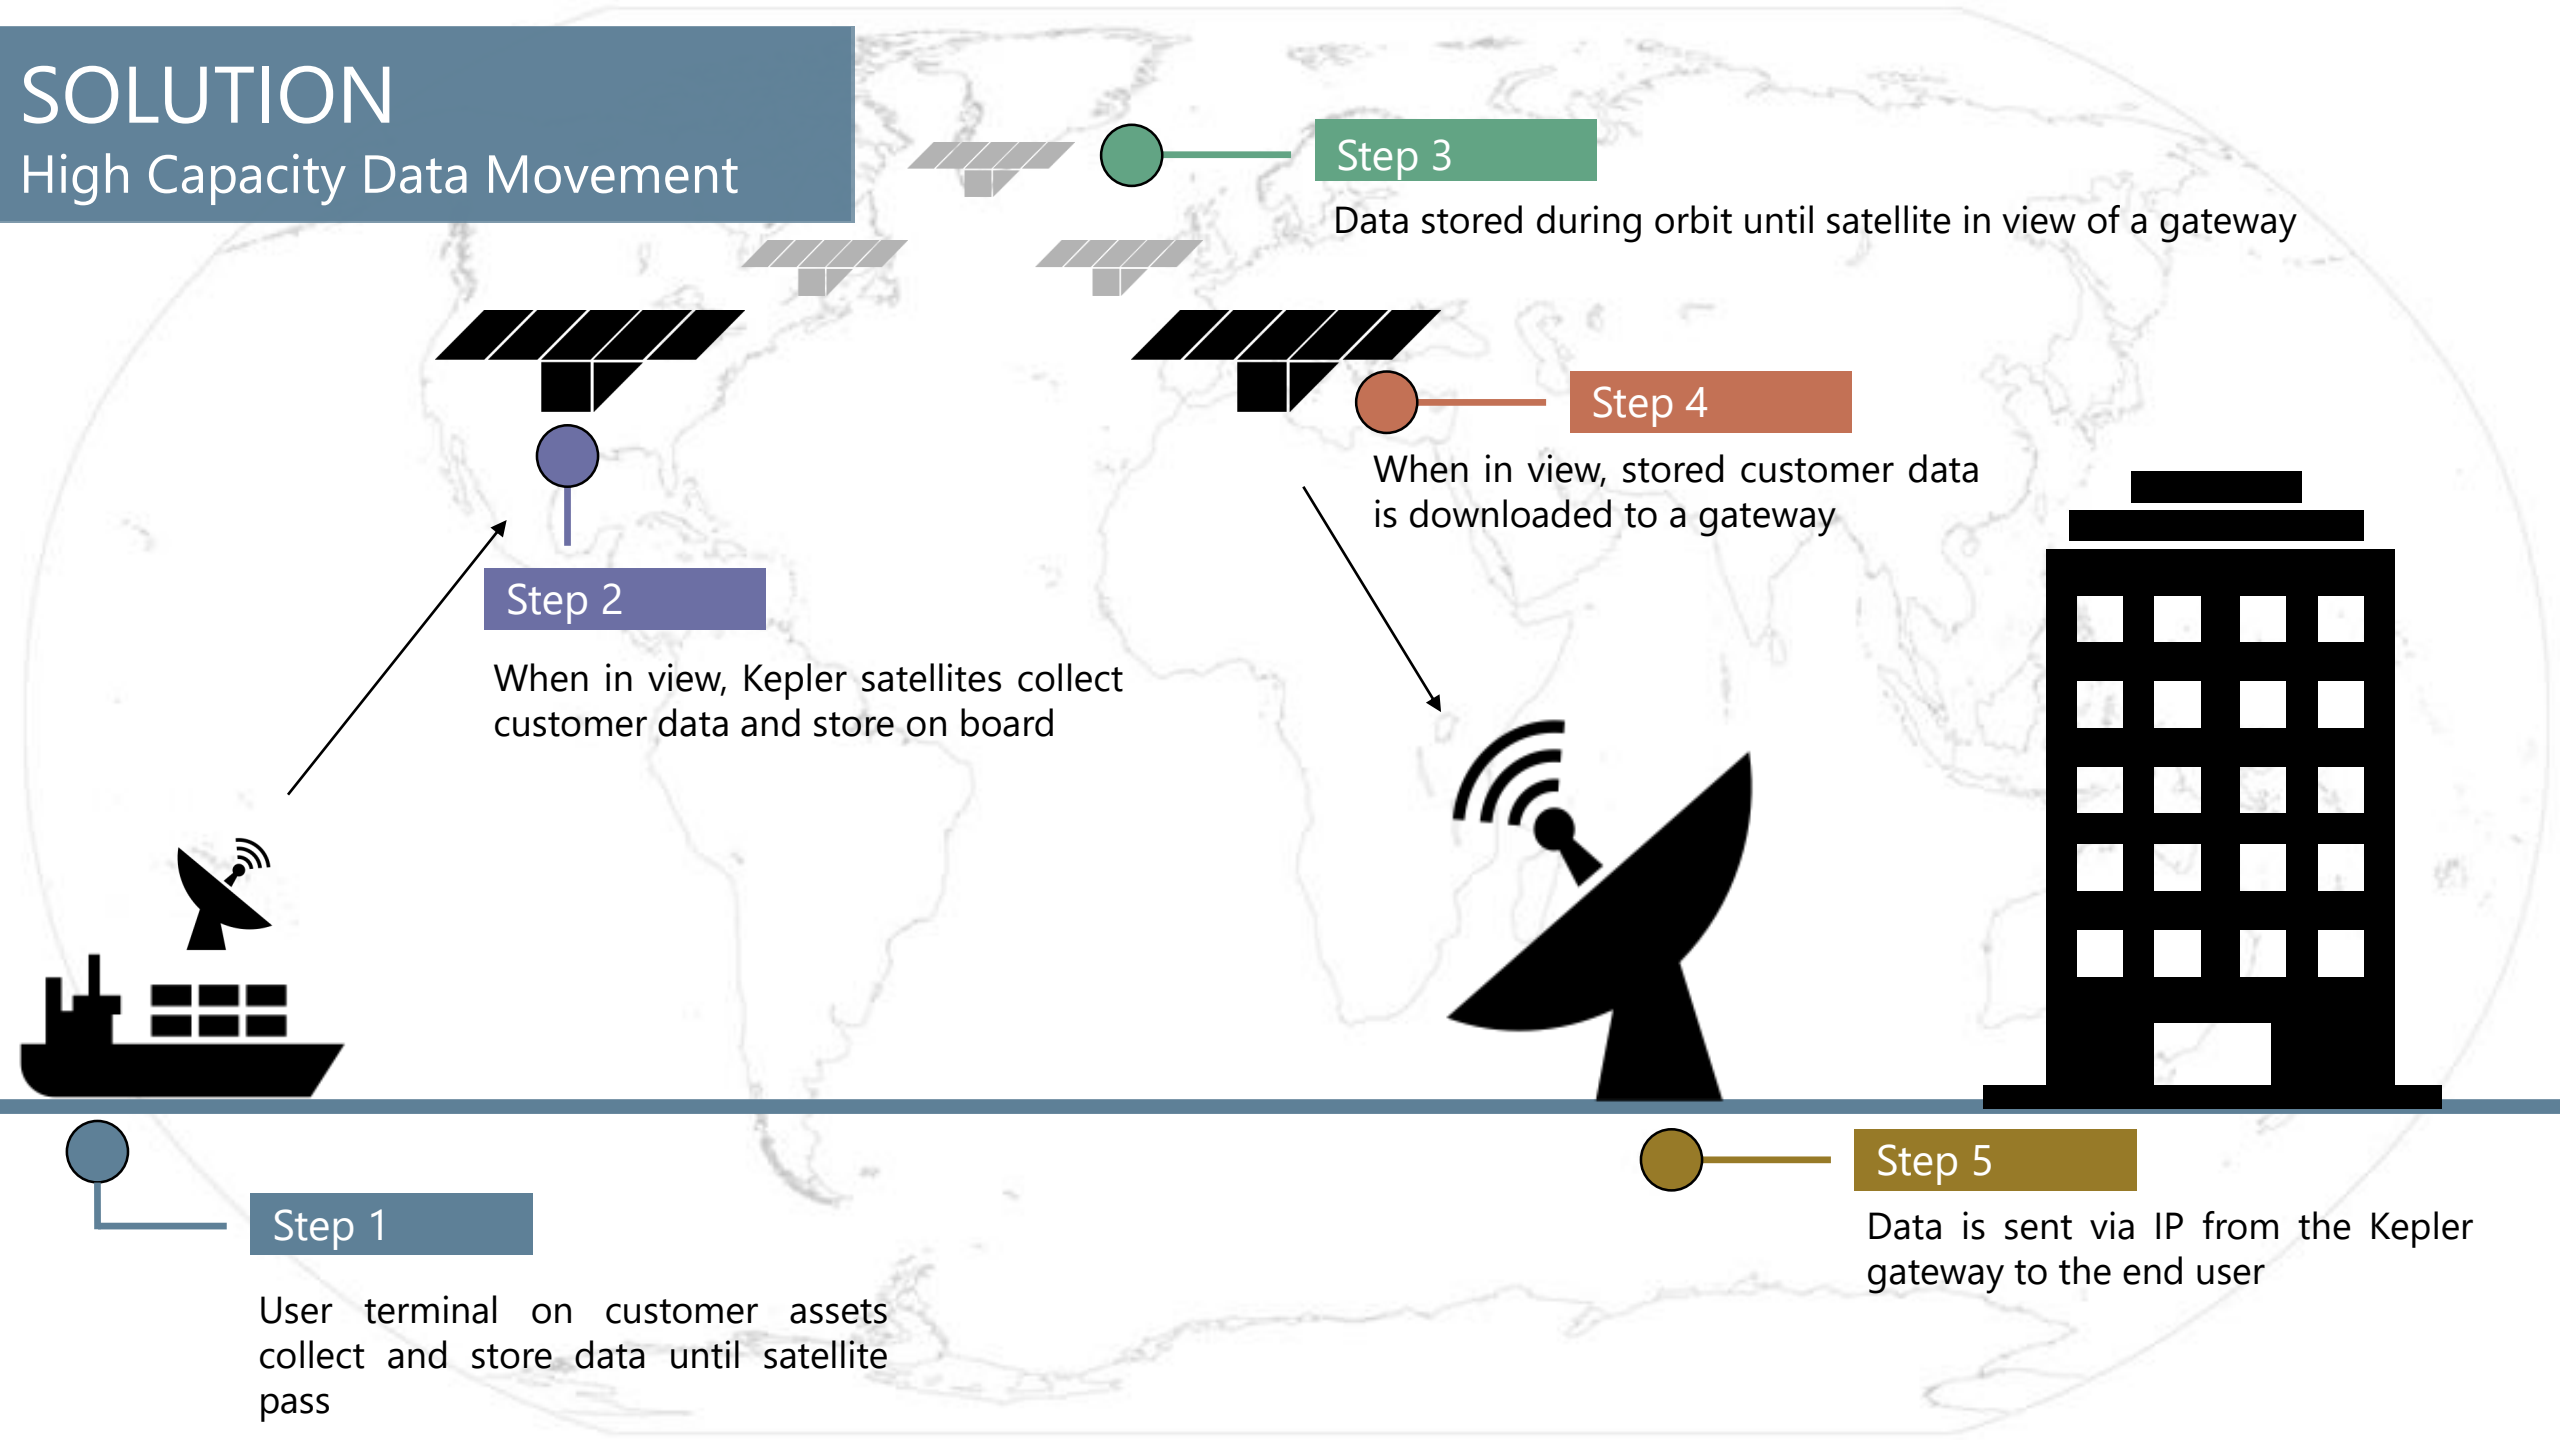 SOLUTION
High Capacity Data Movement
Step 1
User terminal on customer assets
collect and store data until satellite
pass
Step 2
When in view, Kepler satellites collect
customer data and store on board
Step 3
Data stored during orbit until satellite in view of a gateway
Step 4
When in view, stored customer data
is downloaded to a gateway
Step 5
Data is sent via IP from the Kepler
gateway to the end user